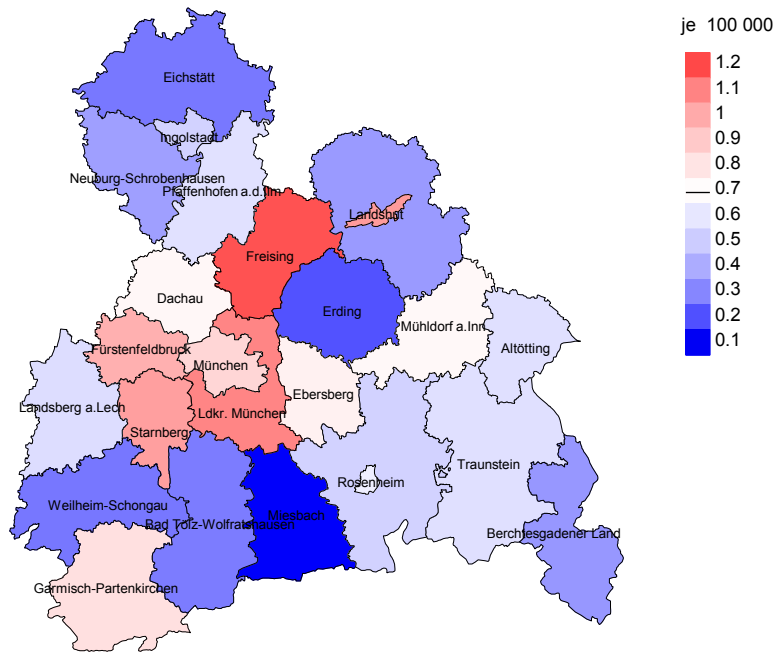 je 100 000
1.2
1.1
1
0.9
0.8
0.7
0.6
0.5
0.4
0.3
0.2
0.1
Eichstätt
Ingolstadt
Neuburg-Schrobenhausen
Pfaffenhofen a.d.Ilm
Landshut
Freising
Dachau
Erding
Mühldorf a.Inn
Altötting
Fürstenfeldbruck
München
Ebersberg
Landsberg a.Lech
Ldkr. München
Starnberg
Traunstein
Rosenheim
Weilheim-Schongau
Miesbach
Bad Tölz-Wolfratshausen
Berchtesgadener Land
Garmisch-Partenkirchen